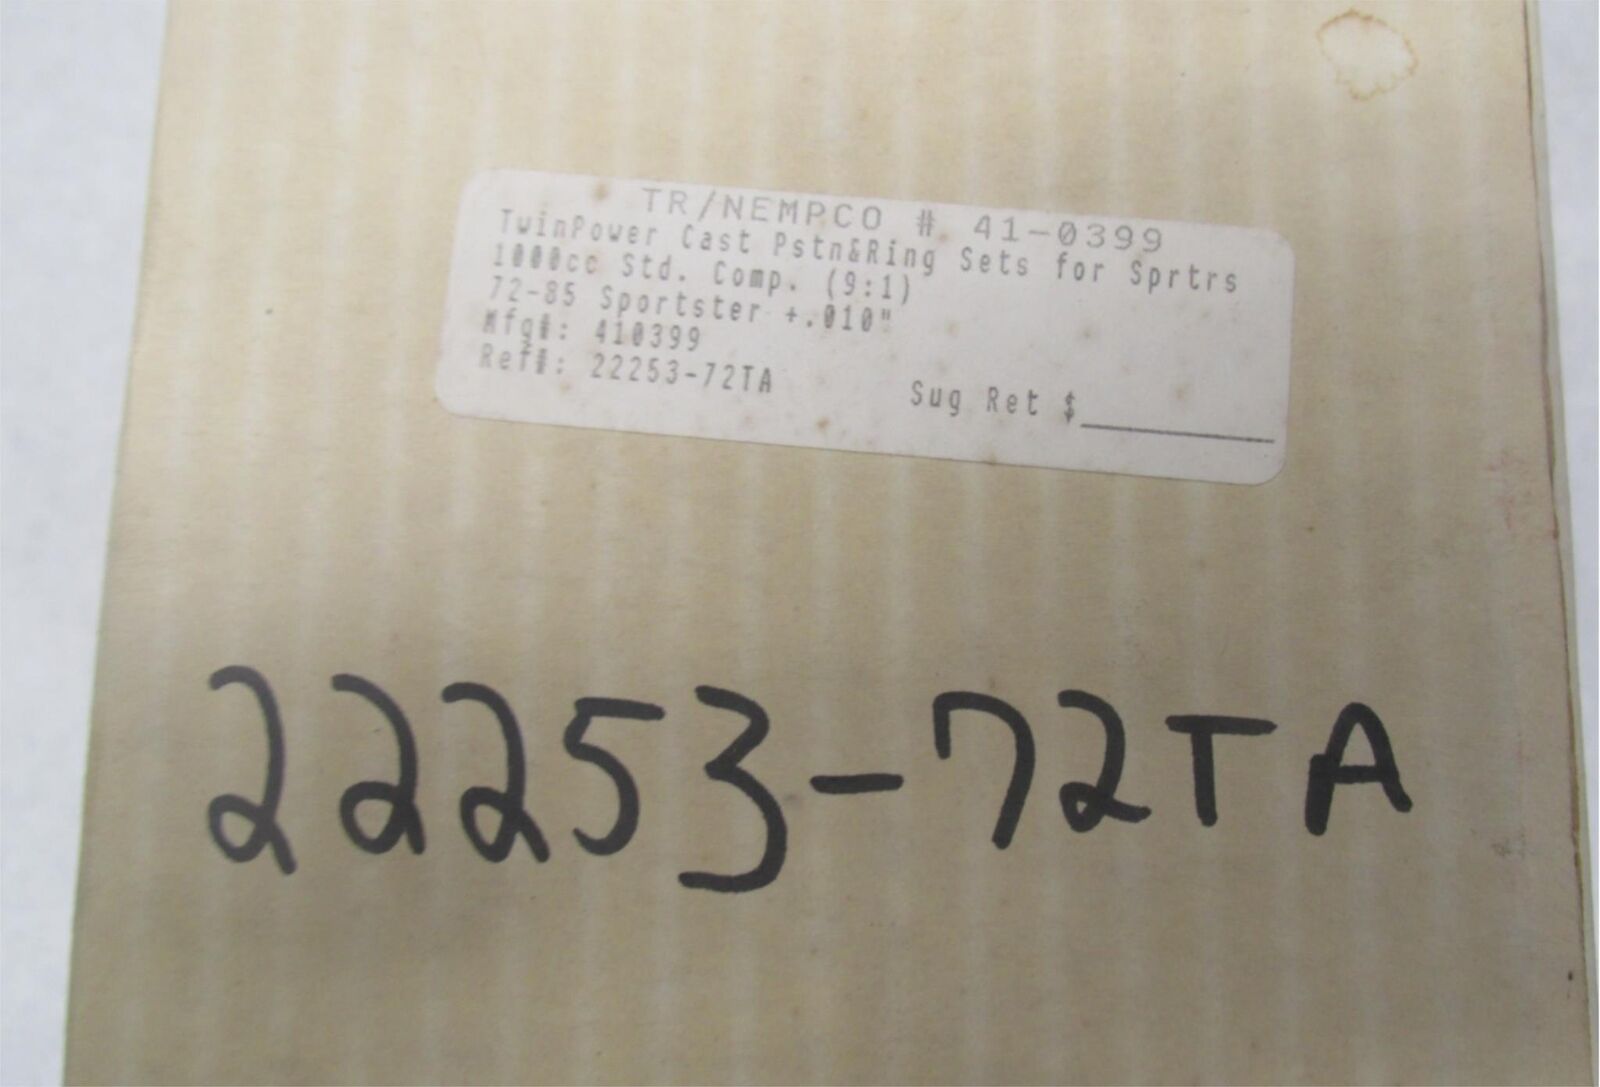 TR/NEMPCO # 41-0399
TwinPower Cast Pstn&Ring Sets for Sprtrs
1000cc Std. Comp. (9:1)
72-85 Sportster +.010"
Mfg#: 410399
Ref#: 22253-72TA
Sug Ret $
22253-72TA